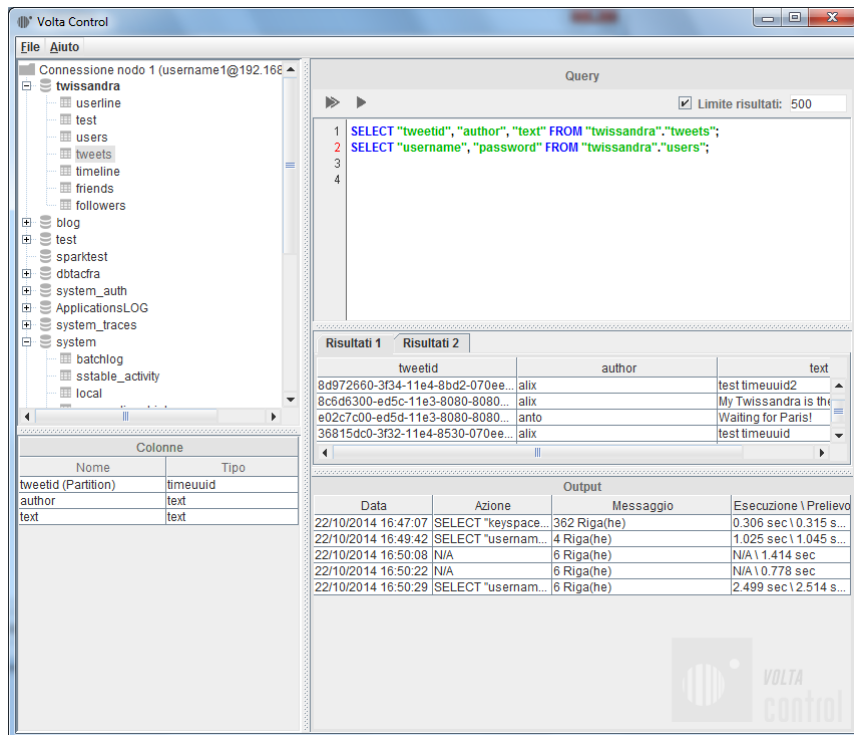 Volta Control
File Aiuto
Connessione nodo 1 (username1@192.168
twissandra
userline
test
users
tweets
timeline
friends
followers
blog
test
sparktest
dbtacfra
system_auth
ApplicationsLOG
system_traces
system
batchlog
sstable_activity
local
Colonne
Nome Tipo
tweetid (Partition) timeuuid
author text
text text
Query
Limite risultati: 500
1 SELECT "tweetid", "author", "text" FROM "twissandra"."tweets";
2 SELECT "username", "password" FROM "twissandra"."users";
3
4
Risultati 1 Risultati 2
tweetid author text
8d972660-3f34-11e4-8bd2-070ee... alix test timeuuid2
8c6d6300-ed5c-11e3-8080-8080... alix My Twissandra is the
e02c7c00-ed5d-11e3-8080-8080... anto Waiting for Paris!
36815dc0-3f32-11e4-8530-070ee... alix test timeuuid
Output
Data Azione Messaggio Esecuzione \ Prelievo
22/10/2014 16:47:07 SELECT "keyspace... 362 Riga(he) 0.306 sec \ 0.315 s...
22/10/2014 16:49:42 SELECT "usernam... 4 Riga(he) 1.025 sec \ 1.045 s...
22/10/2014 16:50:08 N/A 6 Riga(he) N/A \ 1.414 sec
22/10/2014 16:50:22 N/A 6 Riga(he) N/A \ 0.778 sec
22/10/2014 16:50:29 SELECT "usernam... 6 Riga(he) 2.499 sec \ 2.514 s...
VOLTA
control